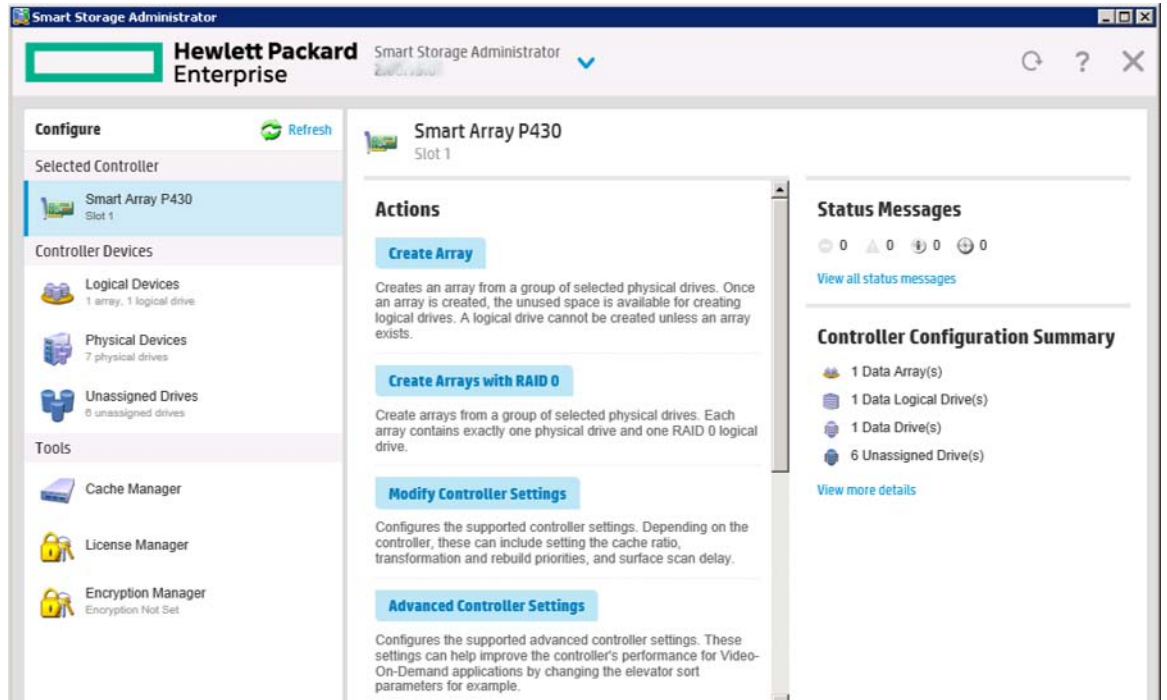 Smart Storage Administrator
Hewlett Packard
Enterprise
Smart Storage Administrator
?
Configure
Refresh
Selected Controller
Smart Array P430
Slot 1
Controller Devices
Logical Devices
1 array, 1 logical drive
Physical Devices
7 physical drives
Unassigned Drives
6 unassigned drives
Tools
Cache Manager
License Manager
Encryption Manager
Encryption Not Set
Smart Array P430
Slot 1
Actions
Create Array
Creates an array from a group of selected physical drives. Once
an array is created, the unused space is available for creating
logical drives. A logical drive cannot be created unless an array
exists.
Create Arrays with RAID 0
Create arrays from a group of selected physical drives. Each
array contains exactly one physical drive and one RAID 0 logical
drive.
Modify Controller Settings
Configures the supported controller settings. Depending on the
controller, these can include setting the cache ratio,
transformation and rebuild priorities, and surface scan delay.
Advanced Controller Settings
Configures the supported advanced controller settings. These
settings can help improve the controller's performance for Video-
On-Demand applications by changing the elevator sort
parameters for example.
Status Messages
0 0 0 0
View all status messages
Controller Configuration Summary
1 Data Array(s)
1 Data Logical Drive(s)
1 Data Drive(s)
6 Unassigned Drive(s)
View more details